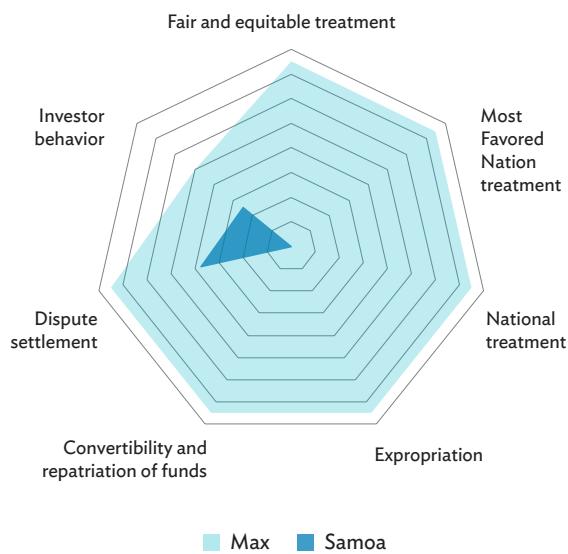 Fair and equitable treatment
Investor
behavior
Most
Favored
Nation
treatment
Dispute
settlement
National
treatment
Convertibility and
repatriation of funds
Expropriation
Max
Samoa